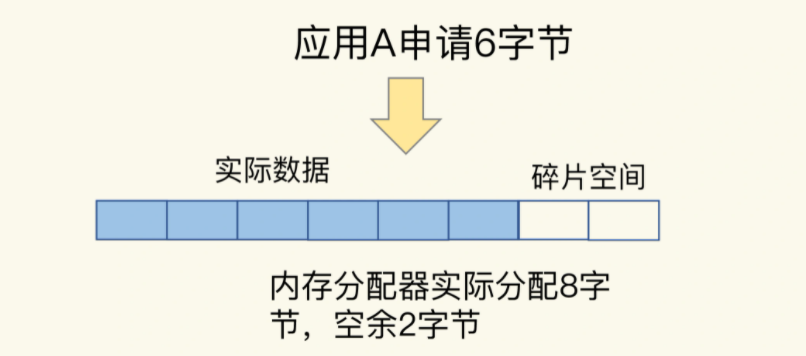 应用A申请6字节
实际数据
碎片空间
内存分配器实际分配8字
节，空余2字节